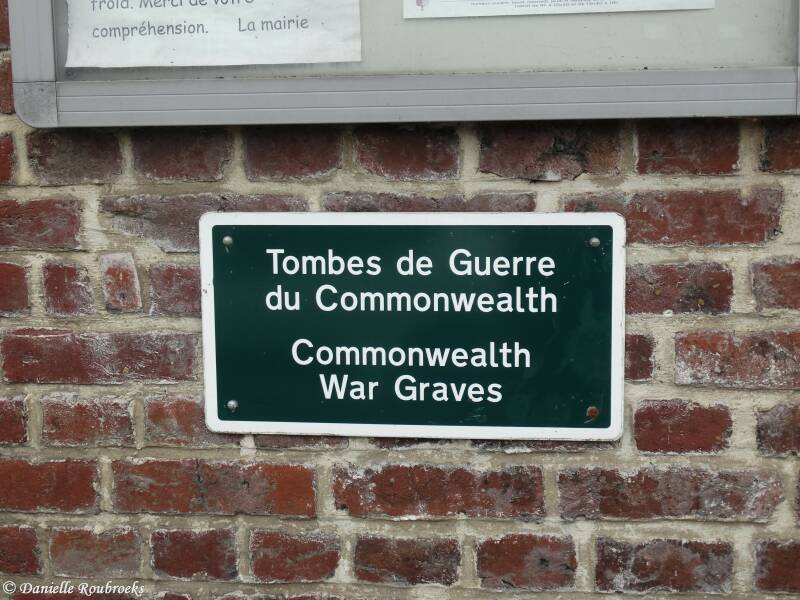 froid. Merci de votre
compréhension. La mairie
Tombes de Guerre
du Commonwealth
Commonwealth
War Graves
© Danielle Roubroeks